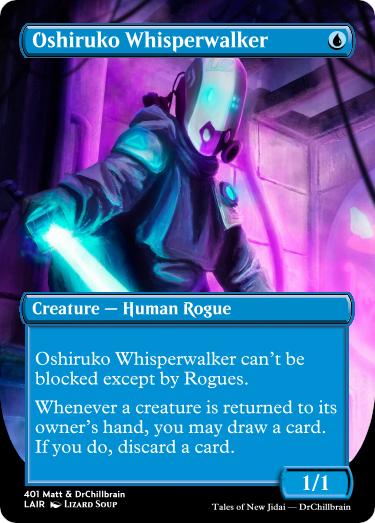 Oshiruko Whisperwalker
Creature — Human Rogue
Oshiruko Whisperwalker can't be
blocked except by Rogues.
Whenever a creature is returned to its
owner's hand, you may draw a card.
If you do, discard a card.
1/1
401 Matt & DrChillbrain
LAIR Lizard Soup
Tales of New Jidai — DrChillbrain